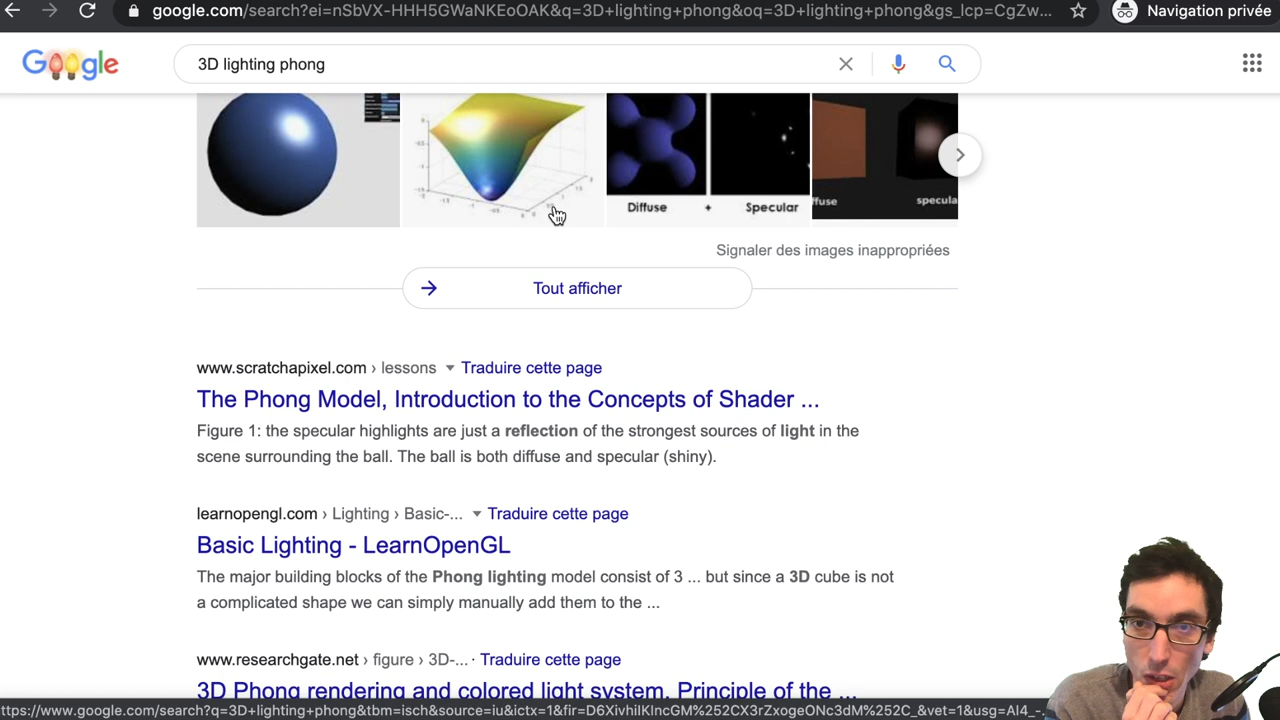 google.com/search?ei=nSbVX-HHH5GWaNKEoOAK&q=3D+lighting+phong&oq=3D+lighting+phong&gs_lcp=CgZw...
Navigation privée
Google
3D lighting phong
Diffuse + Specular
ffuse
specula
Signaler des images inappropriées
Tout afficher
www.scratchapixel.com › lessons
Traduire cette page
The Phong Model, Introduction to the Concepts of Shader ...
Figure 1: the specular highlights are just a reflection of the strongest sources of light in the
scene surrounding the ball. The ball is both diffuse and specular (shiny).
learnopengl.com › Lighting › Basic-...
Traduire cette page
Basic Lighting - LearnOpenGL
The major building blocks of the Phong lighting model consist of 3 ... but since a 3D cube is not
a complicated shape we can simply manually add them to the ...
www.researchgate.net › figure › 3D-... ·
Traduire cette page
3D Phong rendering and colored light system. Principle of the ...
ttps://www.google.com/search?q=3D+lighting+phong&tbm=isch&source=iu&ictx=1&fir=D6XivhilKlncGM%252CX3rZxogeONc3dM%252C_&vet=1&usg=AI4_-.